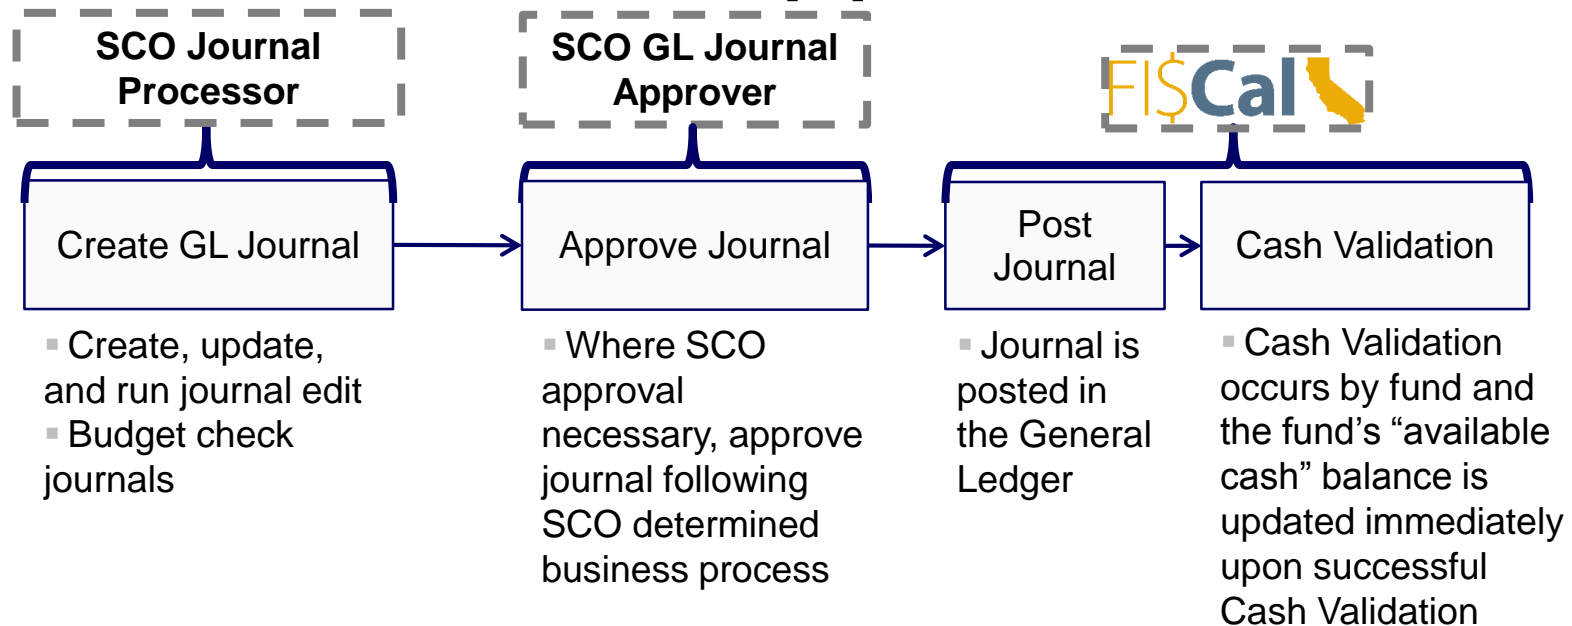 SCO Journal
Processor
SCO GL Journal
Approver
FI$Cal
Create GL Journal
Approve Journal
Post
Journal
Cash Validation
▪ Create, update,
and run journal edit
▪ Budget check
journals
▪ Where SCO
approval
necessary, approve
journal following
SCO determined
business process
▪ Journal is
posted in
the General
Ledger
▪ Cash Validation
occurs by fund and
the fund’s “available
cash” balance is
updated immediately
upon successful
Cash Validation